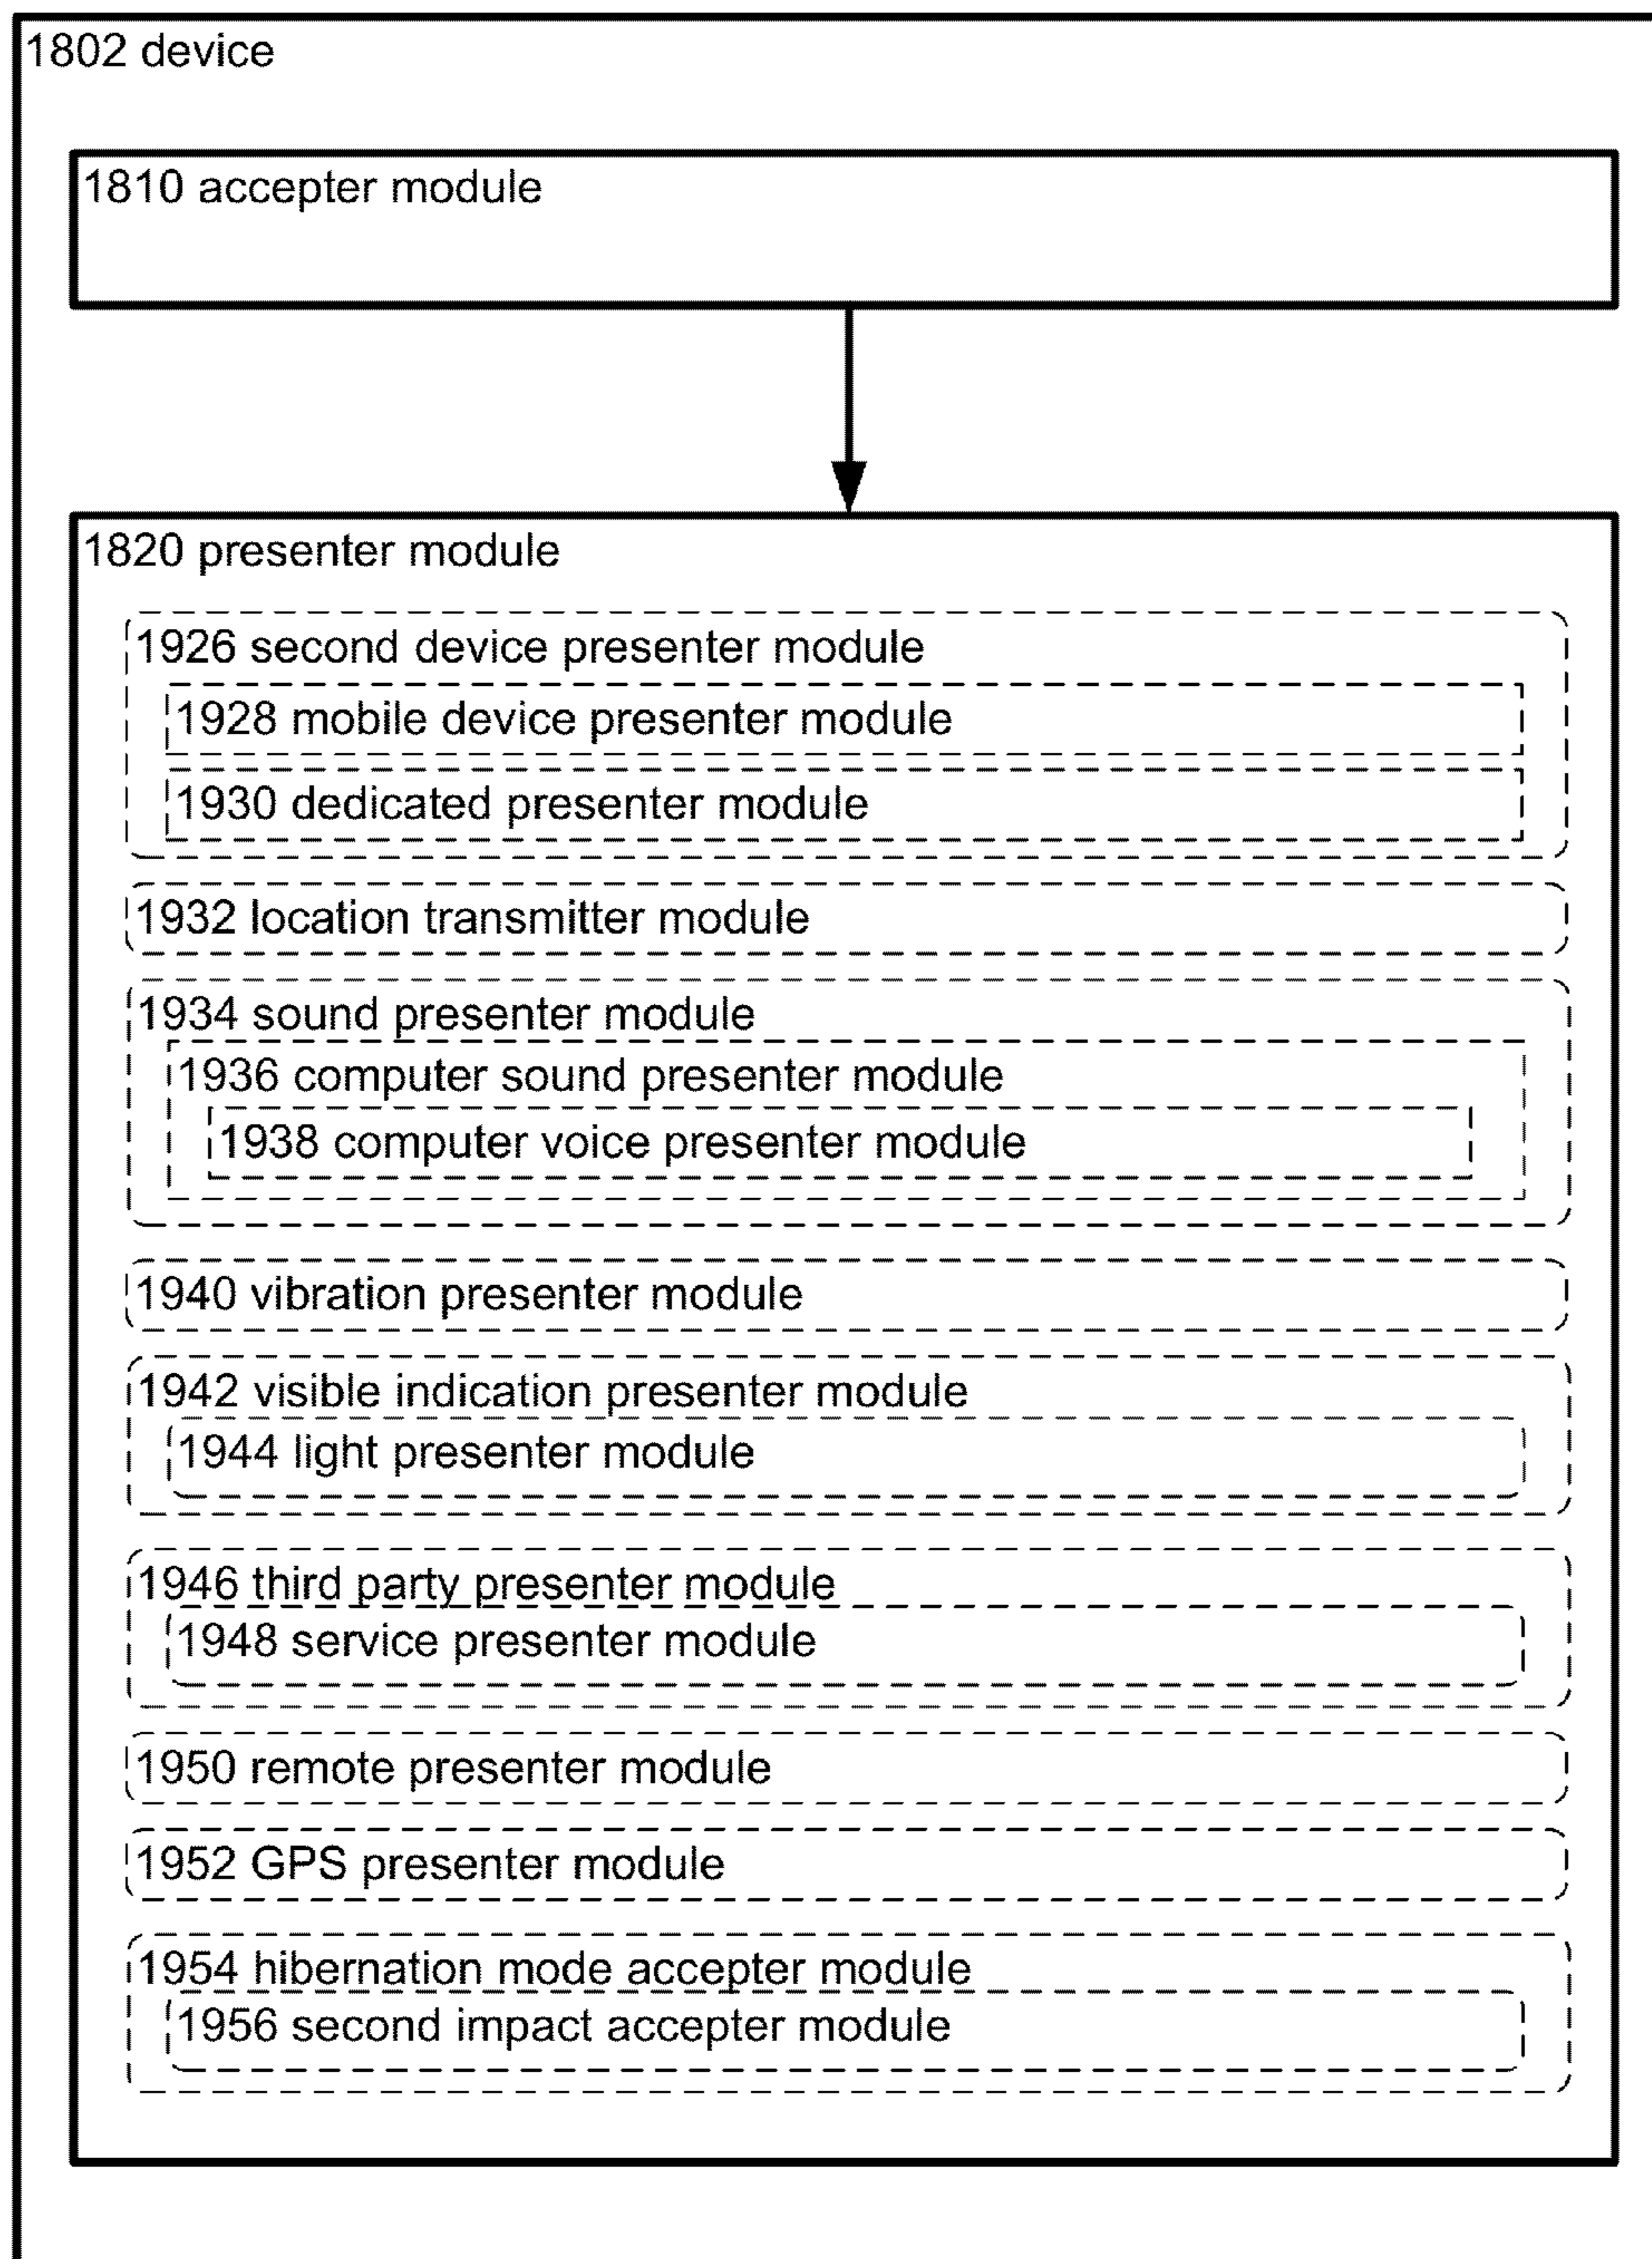 1802 device
1810 accepter module
1820 presenter module
1926 second device presenter module
1928 mobile device presenter module
1930 dedicated presenter module
1932 location transmitter module
1934 sound presenter module
1936 computer sound presenter module
1938 computer voice presenter module
1940 vibration presenter module
1942 visible indication presenter module
1944 light presenter module
1946 third party presenter module
1948 service presenter module
1950 remote presenter module
1952 GPS presenter module
1954 hibernation mode accepter module
1956 second impact accepter module